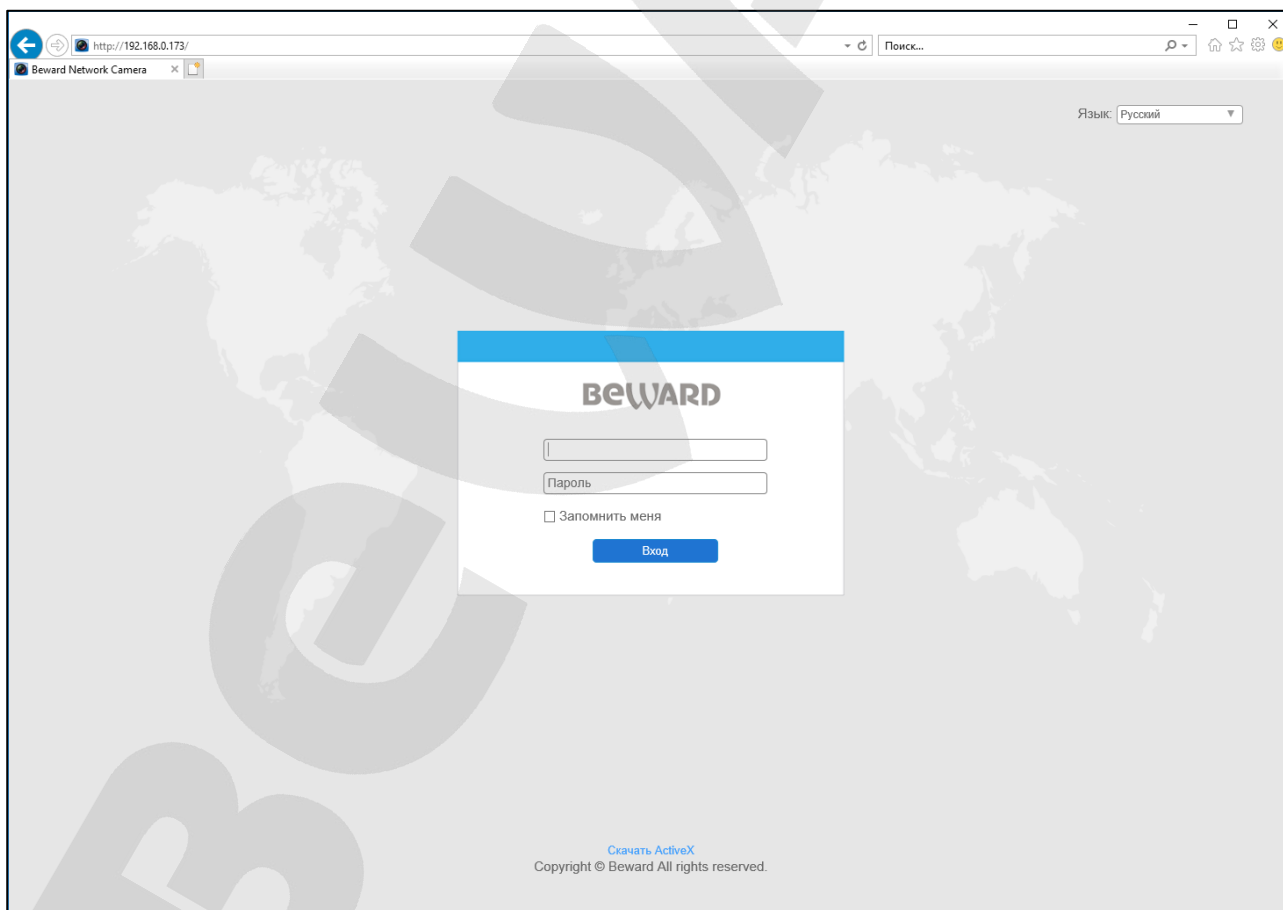 http://192.168.0.173/
Поиск...
Beward Network Camera
Язык: Русский
BEWARD
Пароль
Запомнить меня
Вход
Скачать ActiveX
Copyright © Beward All rights reserved.